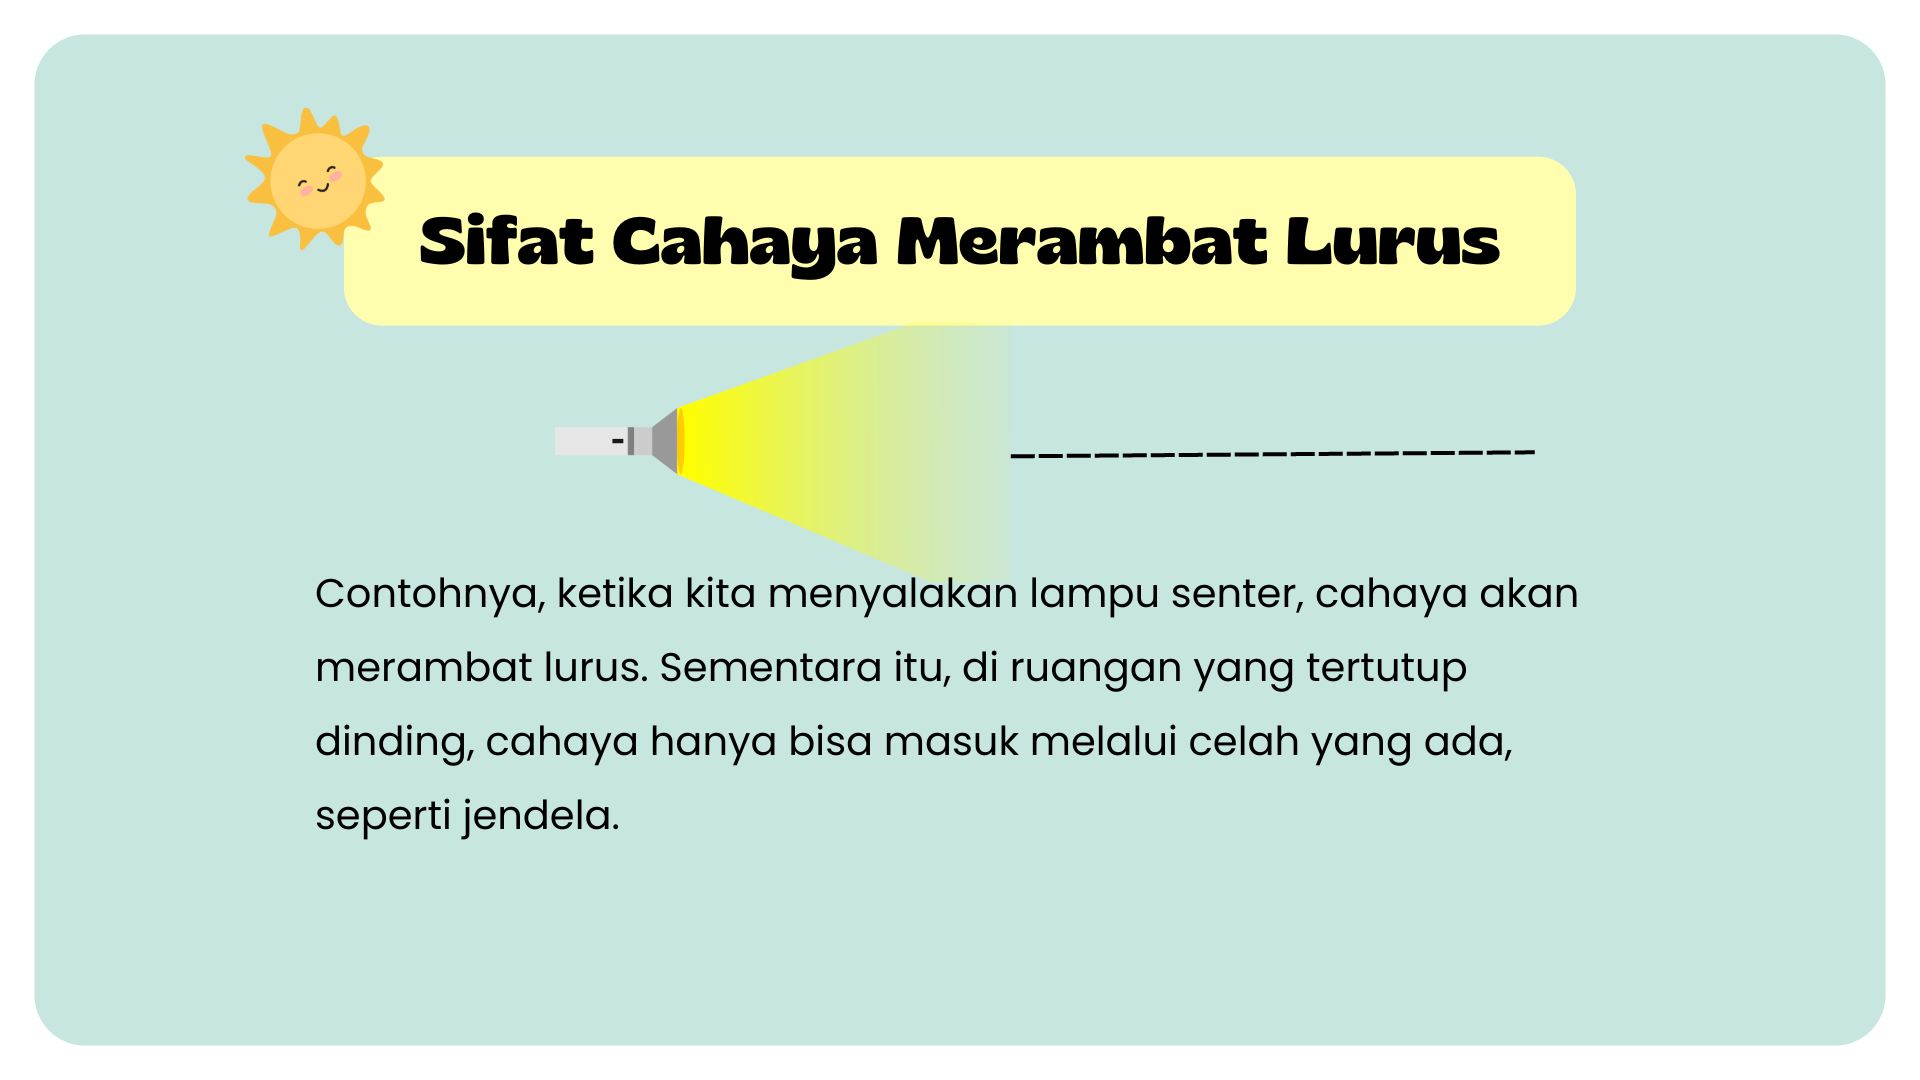 Sifat Cahaya Merambat Lurus
Contohnya, ketika kita menyalakan lampu senter, cahaya akan
merambat lurus. Sementara itu, di ruangan yang tertutup
dinding, cahaya hanya bisa masuk melalui celah yang ada,
seperti jendela.